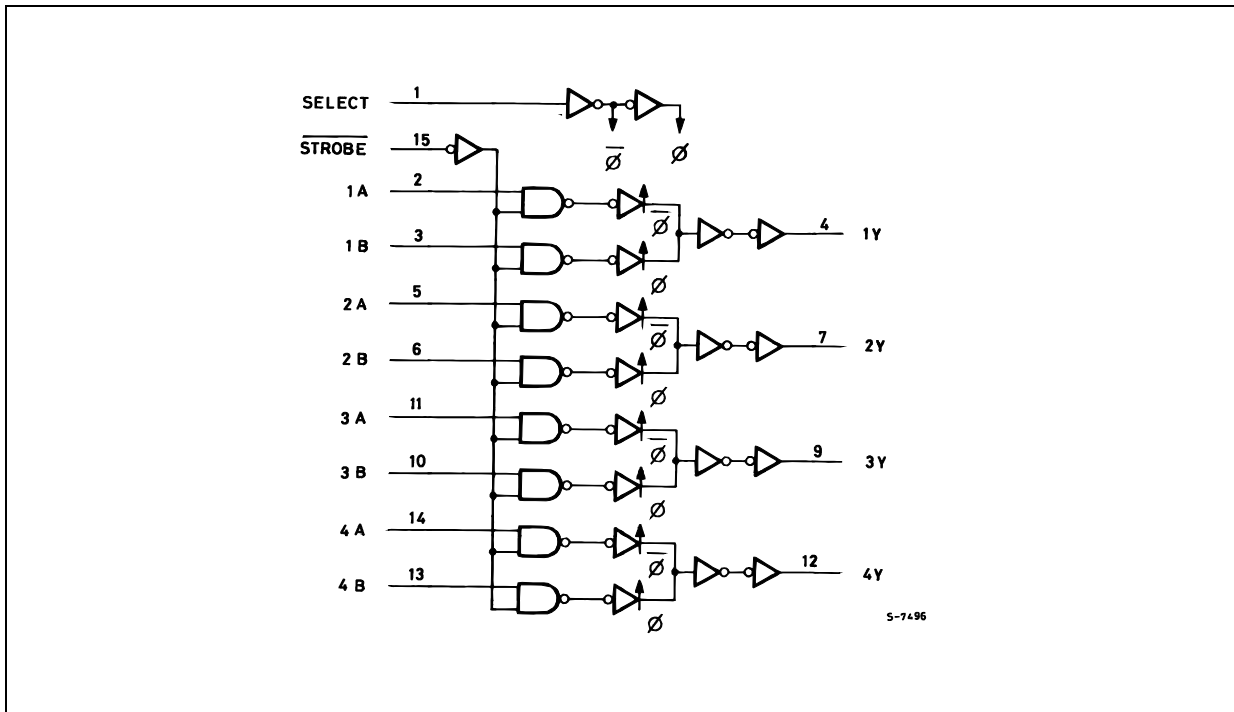 SELECT 1
S̅T̅R̅O̅B̅E̅ 15
Ø̅ Ø
1A 2
Ø̅ 4 1Y
1B 3
Ø
2A 5
Ø̅ 7 2Y
2B 6
Ø
3A 11
Ø̅ 9 3Y
3B 10
Ø
4A 14
Ø̅ 12 4Y
4B 13
Ø
S-7496